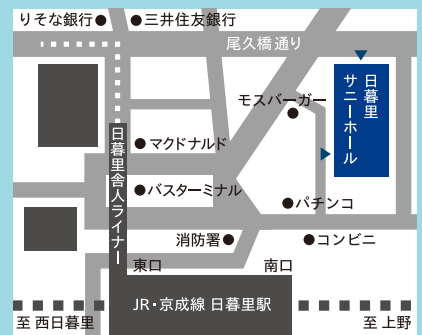 りそな銀行
三井住友銀行
尾久橋通り
日暮里
サニーホール
モスバーガー
マクドナルド
日暮里舎人ライナー
バスターミナル
パチンコ
消防署
コンビニ
東口
南口
JR・京成線 日暮里駅
至 西日暮里
至 上野